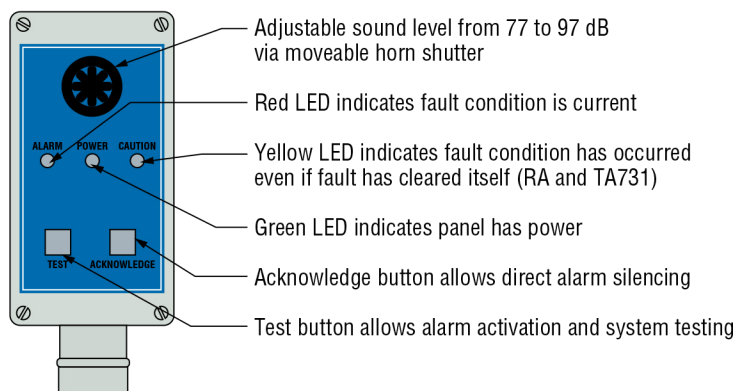 Adjustable sound level from 77 to 97 dB
via moveable horn shutter
Red LED indicates fault condition is current
ALARM POWER CAUTION
Yellow LED indicates fault condition has occurred
even if fault has cleared itself (RA and TA731)
Green LED indicates panel has power
TEST ACKNOWLEDGE
Acknowledge button allows direct alarm silencing
Test button allows alarm activation and system testing